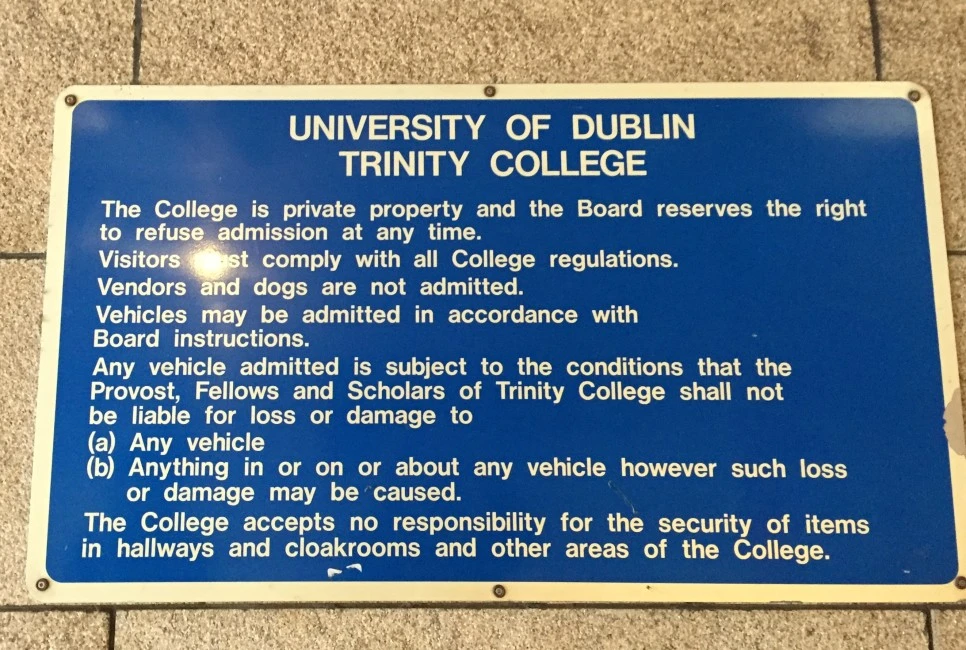 UNIVERSITY OF DUBLIN
TRINITY COLLEGE
The College is private property and the Board reserves the right
to refuse admission at any time.
Visitors must comply with all College regulations.
Vendors and dogs are not admitted.
Vehicles may be admitted in accordance with
Board instructions.
Any vehicle admitted is subject to the conditions that the
Provost, Fellows and Scholars of Trinity College shall not
be liable for loss or damage to
(a) Any vehicle
(b) Anything in or on or about any vehicle however such loss
or damage may be caused.
The College accepts no responsibility for the security of items
in hallways and cloakrooms and other areas of the College.